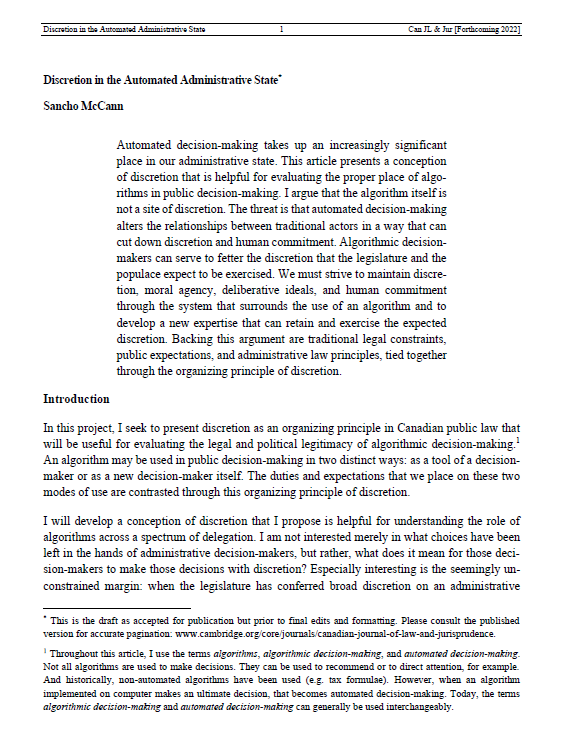 Discretion in the Automated Administrative State 1 Can JL & Jur [Forthcoming 2022]
Discretion in the Automated Administrative State*
Sancho McCann
Automated decision-making takes up an increasingly significant
place in our administrative state. This article presents a conception
of discretion that is helpful for evaluating the proper place of algo-
rithms in public decision-making. I argue that the algorithm itself is
not a site of discretion. The threat is that automated decision-making
alters the relationships between traditional actors in a way that can
cut down discretion and human commitment. Algorithmic decision-
makers can serve to fetter the discretion that the legislature and the
populace expect to be exercised. We must strive to maintain discre-
tion, moral agency, deliberative ideals, and human commitment
through the system that surrounds the use of an algorithm and to
develop a new expertise that can retain and exercise the expected
discretion. Backing this argument are traditional legal constraints,
public expectations, and administrative law principles, tied together
through the organizing principle of discretion.
Introduction
In this project, I seek to present discretion as an organizing principle in Canadian public law that
will be useful for evaluating the legal and political legitimacy of algorithmic decision-making.1
An algorithm may be used in public decision-making in two distinct ways: as a tool of a decision-
maker or as a new decision-maker itself. The duties and expectations that we place on these two
modes of use are contrasted through this organizing principle of discretion.
I will develop a conception of discretion that I propose is helpful for understanding the role of
algorithms across a spectrum of delegation. I am not interested merely in what choices have been
left in the hands of administrative decision-makers, but rather, what does it mean for those deci-
sion-makers to make those decisions with discretion? Especially interesting is the seemingly un-
constrained margin: when the legislature has conferred broad discretion on an administrative
* This is the draft as accepted for publication but prior to final edits and formatting. Please consult the published
version for accurate pagination: www.cambridge.org/core/journals/canadian-journal-of-law-and-jurisprudence.
1 Throughout this article, I use the terms algorithms, algorithmic decision-making, and automated decision-making.
Not all algorithms are used to make decisions. They can be used to recommend or to direct attention, for example.
And historically, non-automated algorithms have been used (e.g. tax formulae). However, when an algorithm
implemented on computer makes an ultimate decision, that becomes automated decision-making. Today, the terms
algorithmic decision-making and automated decision-making can generally be used interchangeably.